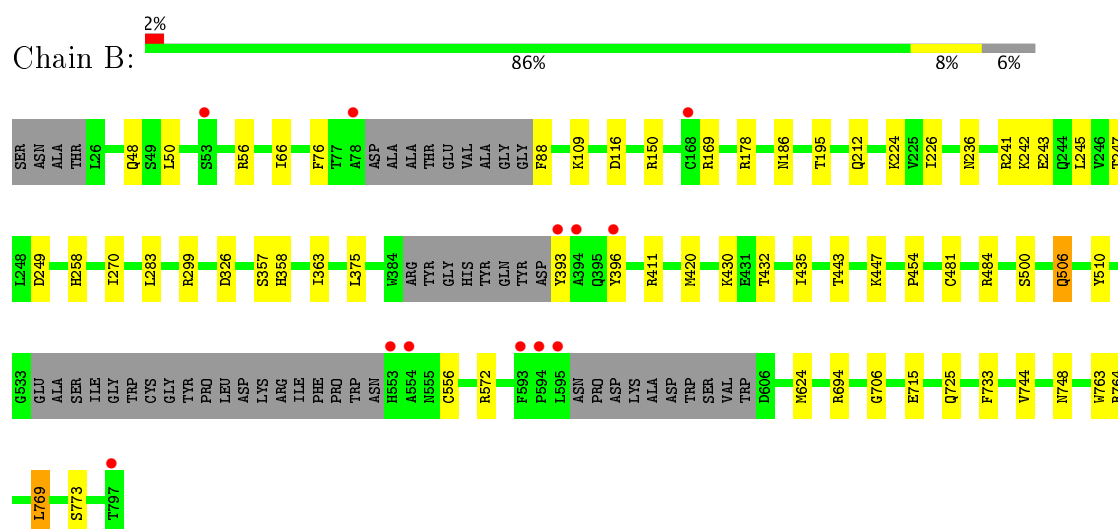 2%
Chain B:
86% 8% 6%
SER ASN ALA THR L26 Q48 S49 L50 S53 R56 I66 F76 I77 A78 ASP ALA ALA THR GLU VAL ALA GLY GLY F88 K109 D116 R150 C168 R169 R178 N186 T195 Q212 K224 V225 I226 N236 R241 K242 E243 Q244 L245 V246 T247
L248 D249 H258 I270 L283 R299 D326 S357 H358 I363 L375 W384 ARG TYR GLY HIS TYR GLN TYR ASP Y393 A394 Q395 Y396 R411 M420 K430 E431 T432 I435 T443 K447 P454 C481 R484 S500 Q506 Y510
G533 GLU ALA SER ILE GLY TRP CYS GLY TYR PRO LEU ASP LYS ARG ILE PHE PRO TRP ASN H553 A554 N555 C556 R572 F593 P594 L595 ASN PRO ASP LYS ALA ASP TRP SER VAL TRP D606 M624 R694 G706 E715 Q725 F733 V744 N748 W763
L769 S773 T797